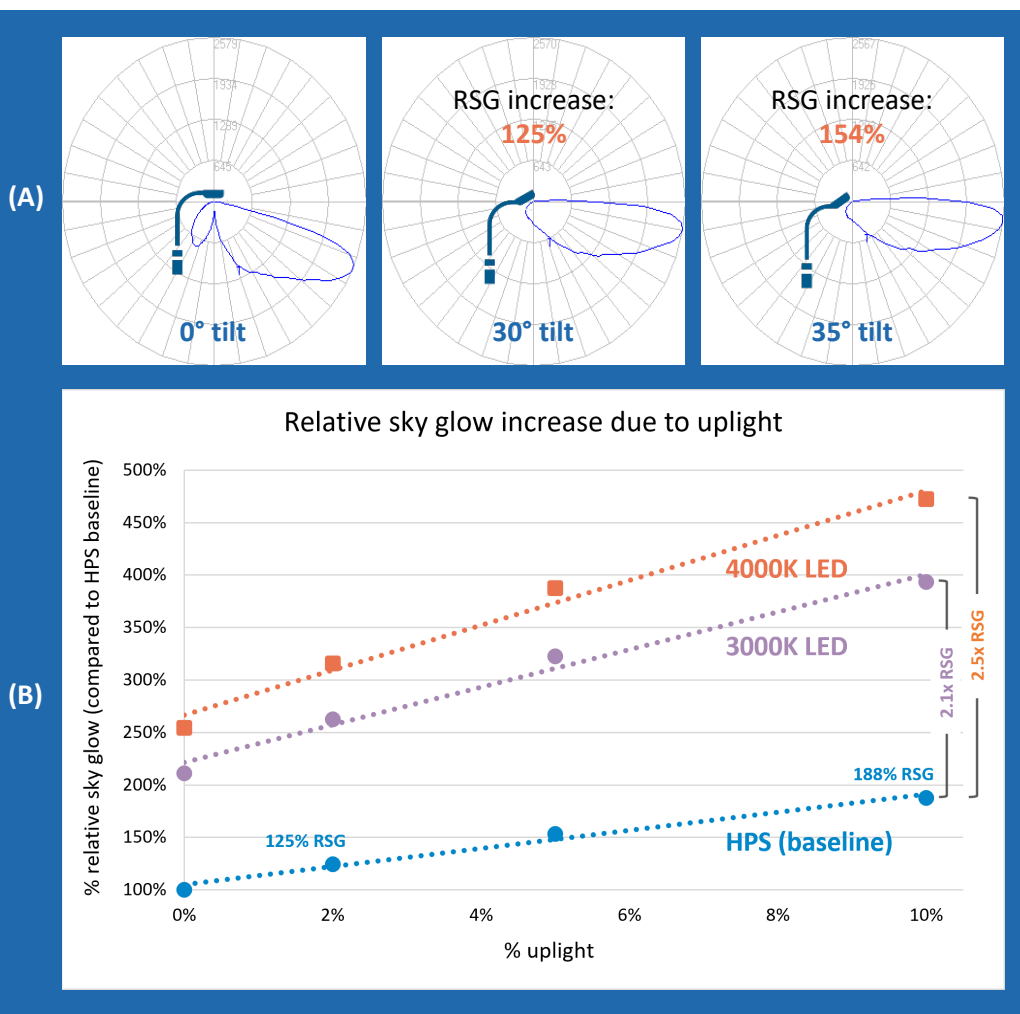 (A)
2579
1934
1289
645
0° tilt
2570
1928
RSG increase:
125%
643
30° tilt
2567
1925
RSG increase:
154%
642
35° tilt
(B)
Relative sky glow increase due to uplight
% relative sky glow (compared to HPS baseline)
500%
450%
400%
350%
300%
250%
200%
150%
100%
4000K LED
3000K LED
2.1x RSG
2.5x RSG
188% RSG
125% RSG
HPS (baseline)
0%
2%
4%
6%
8%
10%
% uplight